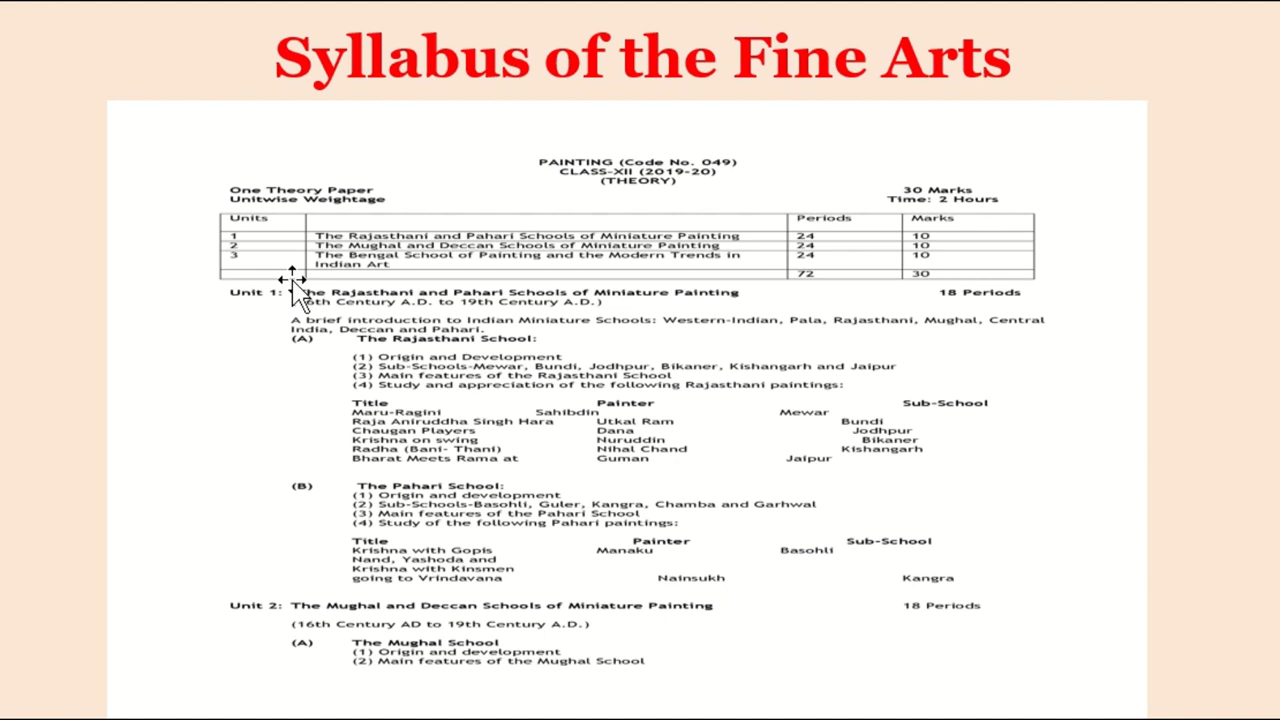 Syllabus of the Fine Arts
PAINTING (Code No. 049)
CLASS-XII (2019-20)
(THEORY)
One Theory Paper 30 Marks
Unitwise Weightage Time: 2 Hours
Units Periods Marks
1 The Rajasthani and Pahari Schools of Miniature Painting 24 10
2 The Mughal and Deccan Schools of Miniature Painting 24 10
3 The Bengal School of Painting and the Modern Trends in 24 10
Indian Art
72 30
Unit 1: The Rajasthani and Pahari Schools of Miniature Painting 18 Periods
16th Century A.D. to 19th Century A.D.)
A brief introduction to Indian Miniature Schools: Western-Indian, Pala, Rajasthani, Mughal, Central
India, Deccan and Pahari.
(A) The Rajasthani School:
(1) Origin and Development
(2) Sub-Schools-Mewar, Bundi, Jodhpur, Bikaner, Kishangarh and Jaipur
(3) Main features of the Rajasthani School
(4) Study and appreciation of the following Rajasthani paintings:
Title Painter Sub-School
Maru-Ragini Sahibdin Mewar
Raja Aniruddha Singh Hara Utkal Ram Bundi
Chaugan Players Dana Jodhpur
Krishna on swing Nuruddin Bikaner
Radha (Bani- Thani) Nihal Chand Kishangarh
Bharat Meets Rama at Guman Jaipur
(B) The Pahari School:
(1) Origin and development
(2) Sub-Schools-Basohli, Guler, Kangra, Chamba and Garhwal
(3) Main features of the Pahari School
(4) Study of the following Pahari paintings:
Title Painter Sub-School
Krishna with Gopis Manaku Basohli
Nand, Yashoda and
Krishna with Kinsmen
going to Vrindavana Nainsukh Kangra
Unit 2: The Mughal and Deccan Schools of Miniature Painting 18 Periods
(16th Century AD to 19th Century A.D.)
(A) The Mughal School
(1) Origin and development
(2) Main features of the Mughal School